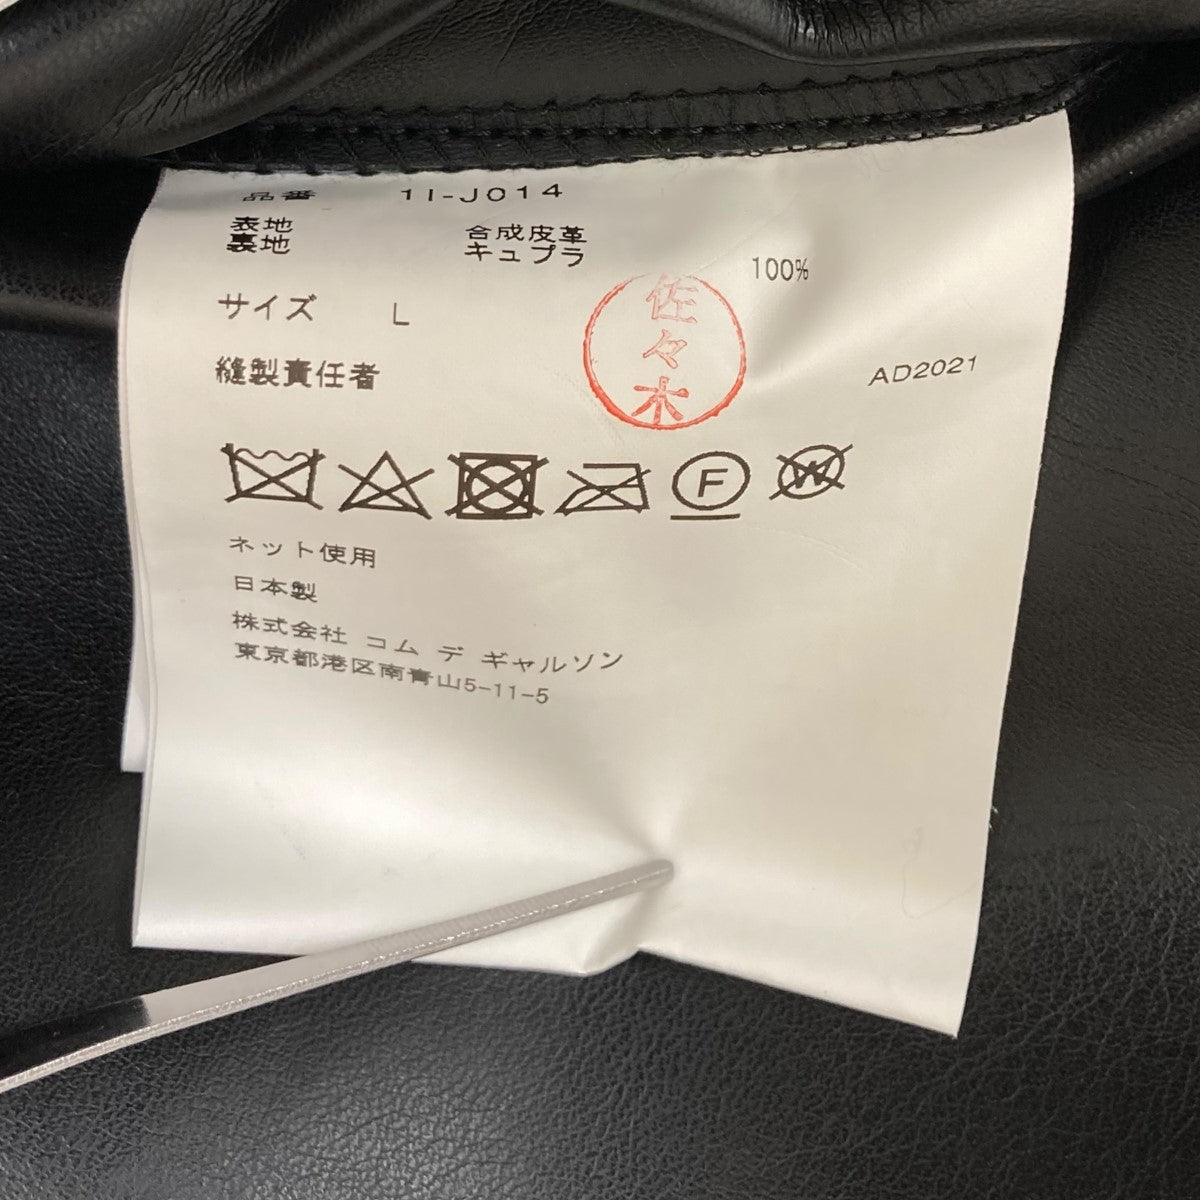 品番 1I-J014
表地 合成皮革
裏地 キュプラ 100%
サイズ L
縫製責任者 佐々木
AD2021
F W
ネット使用
日本製
株式会社 コム デ ギャルソン
東京都港区南青山5-11-5